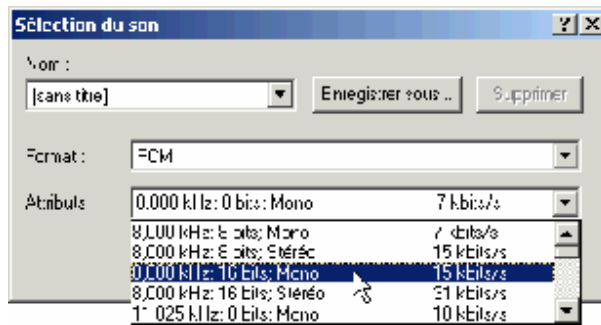 Sélection du son
Nom :
[sans titre]
Enregistrer sous...
Supprimer
Format :
PCM
Attributs
8,000 kHz; 8 bits; Mono 7 kbits/s
8,000 kHz; 8 bits; Mono 7 kbits/s
8,000 kHz; 8 bits; Stéréo 15 kbits/s
8,000 kHz; 16 bits; Mono 15 kbits/s
8,000 kHz; 16 bits; Stéréo 31 kbits/s
11,025 kHz; 8 bits; Mono 10 kbits/s